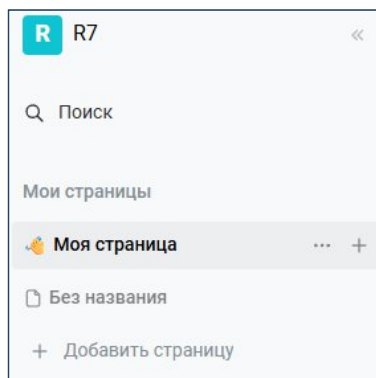 R R7
Поиск
Мои страницы
Моя страница
Без названия
Добавить страницу